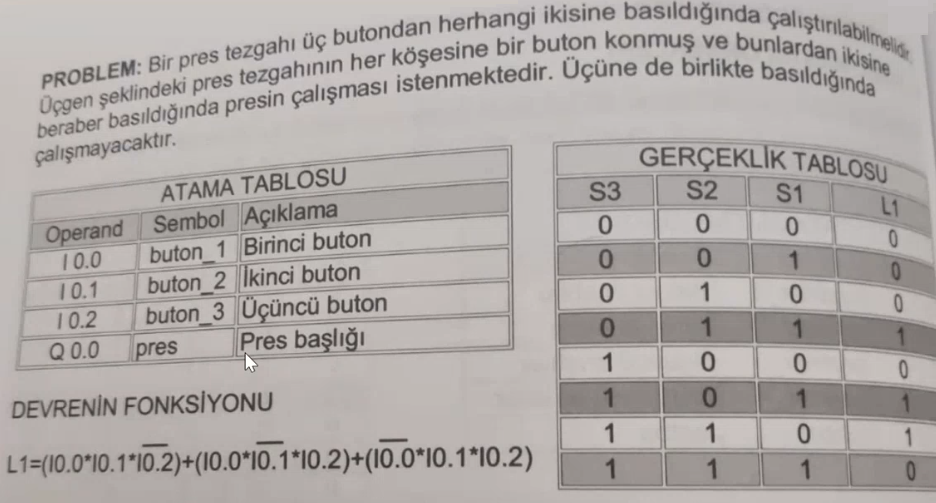 PROBLEM: Bir pres tezgahı üç butondan herhangi ikisine basıldığında çalıştırılabilmelidir.
Üçgen şeklindeki pres tezgahının her köşesine bir buton konmuş ve bunlardan ikisine
beraber basıldığında presin çalışması istenmektedir. Üçüne de birlikte basıldığında
çalışmayacaktır.
ATAMA TABLOSU
Operand Sembol Açıklama
I 0.0 buton_1 Birinci buton
I 0.1 buton_2 İkinci buton
I 0.2 buton_3 Üçüncü buton
Q 0.0 pres Pres başlığı
DEVRENİN FONKSİYONU
L1=(I0.0*I0.1*I̅0̅.̅2̅)+(I0.0*I̅0̅.̅1̅*I0.2)+(I̅0̅.̅0̅*I0.1*I0.2)
GERÇEKLİK TABLOSU
S3 S2 S1 L1
0 0 0 0
0 0 1 0
0 1 0 0
0 1 1 1
1 0 0 0
1 0 1 1
1 1 0 1
1 1 1 0